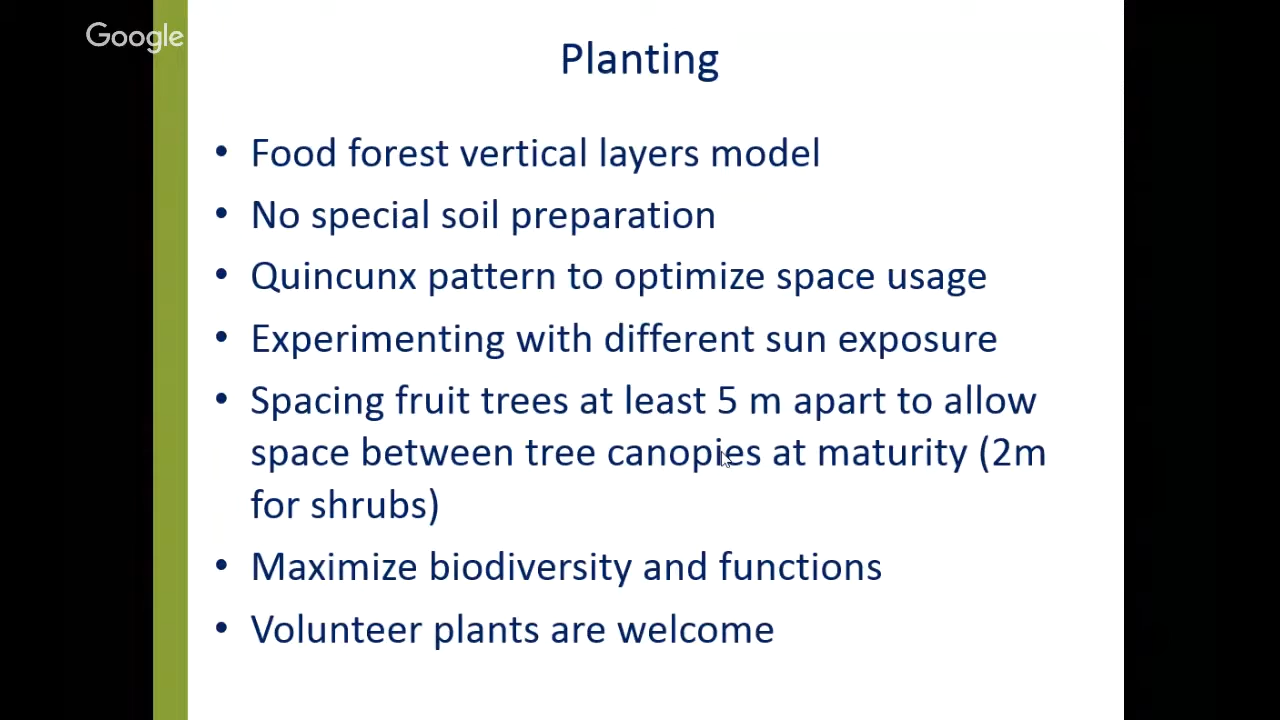 Google
Planting
• Food forest vertical layers model
• No special soil preparation
• Quincunx pattern to optimize space usage
• Experimenting with different sun exposure
• Spacing fruit trees at least 5 m apart to allow
space between tree canopies at maturity (2m
for shrubs)
• Maximize biodiversity and functions
• Volunteer plants are welcome